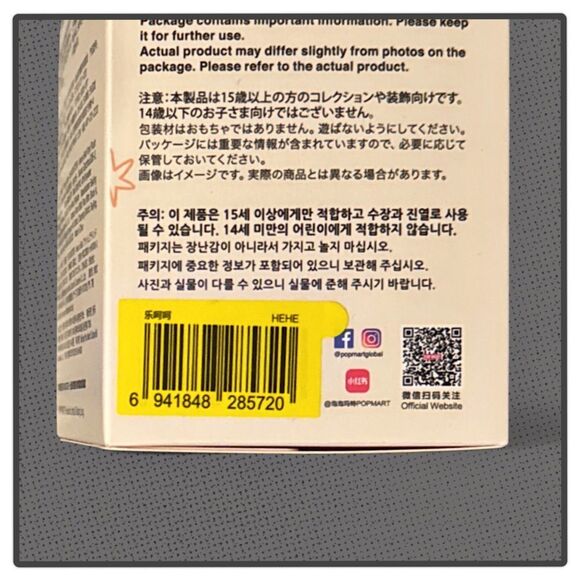 Package contains important information. Please keep
it for further use.
Actual product may differ slightly from photos on the
package. Please refer to the actual product.
注意：本製品は15歳以上の方のコレクションや装飾向けです。
14歳以下のお子さま向けではございません。
包装材はおもちゃではありません。遊ばないようにしてください。
パッケージには重要な情報が含まれていますので、必要に応じて
保管しておいてください。
画像はイメージです。実際の商品とは異なる場合があります。
주의: 이 제품은 15세 이상에게만 적합하고 수장과 진열로 사용
될 수 있습니다. 14세 미만의 어린이에게 적합하지 않습니다.
패키지는 장난감이 아니라서 가지고 놀지 마십시오.
패키지에 중요한 정보가 포함되어 있으니 보관해 주십시오.
사진과 실물이 다를 수 있으니 실물에 준해 주시기 바랍니다.
乐呵呵 HEHE
6 941848 285720
@popmartglobal
小红书
@泡泡玛特POPMART
微信扫码关注
Official Website